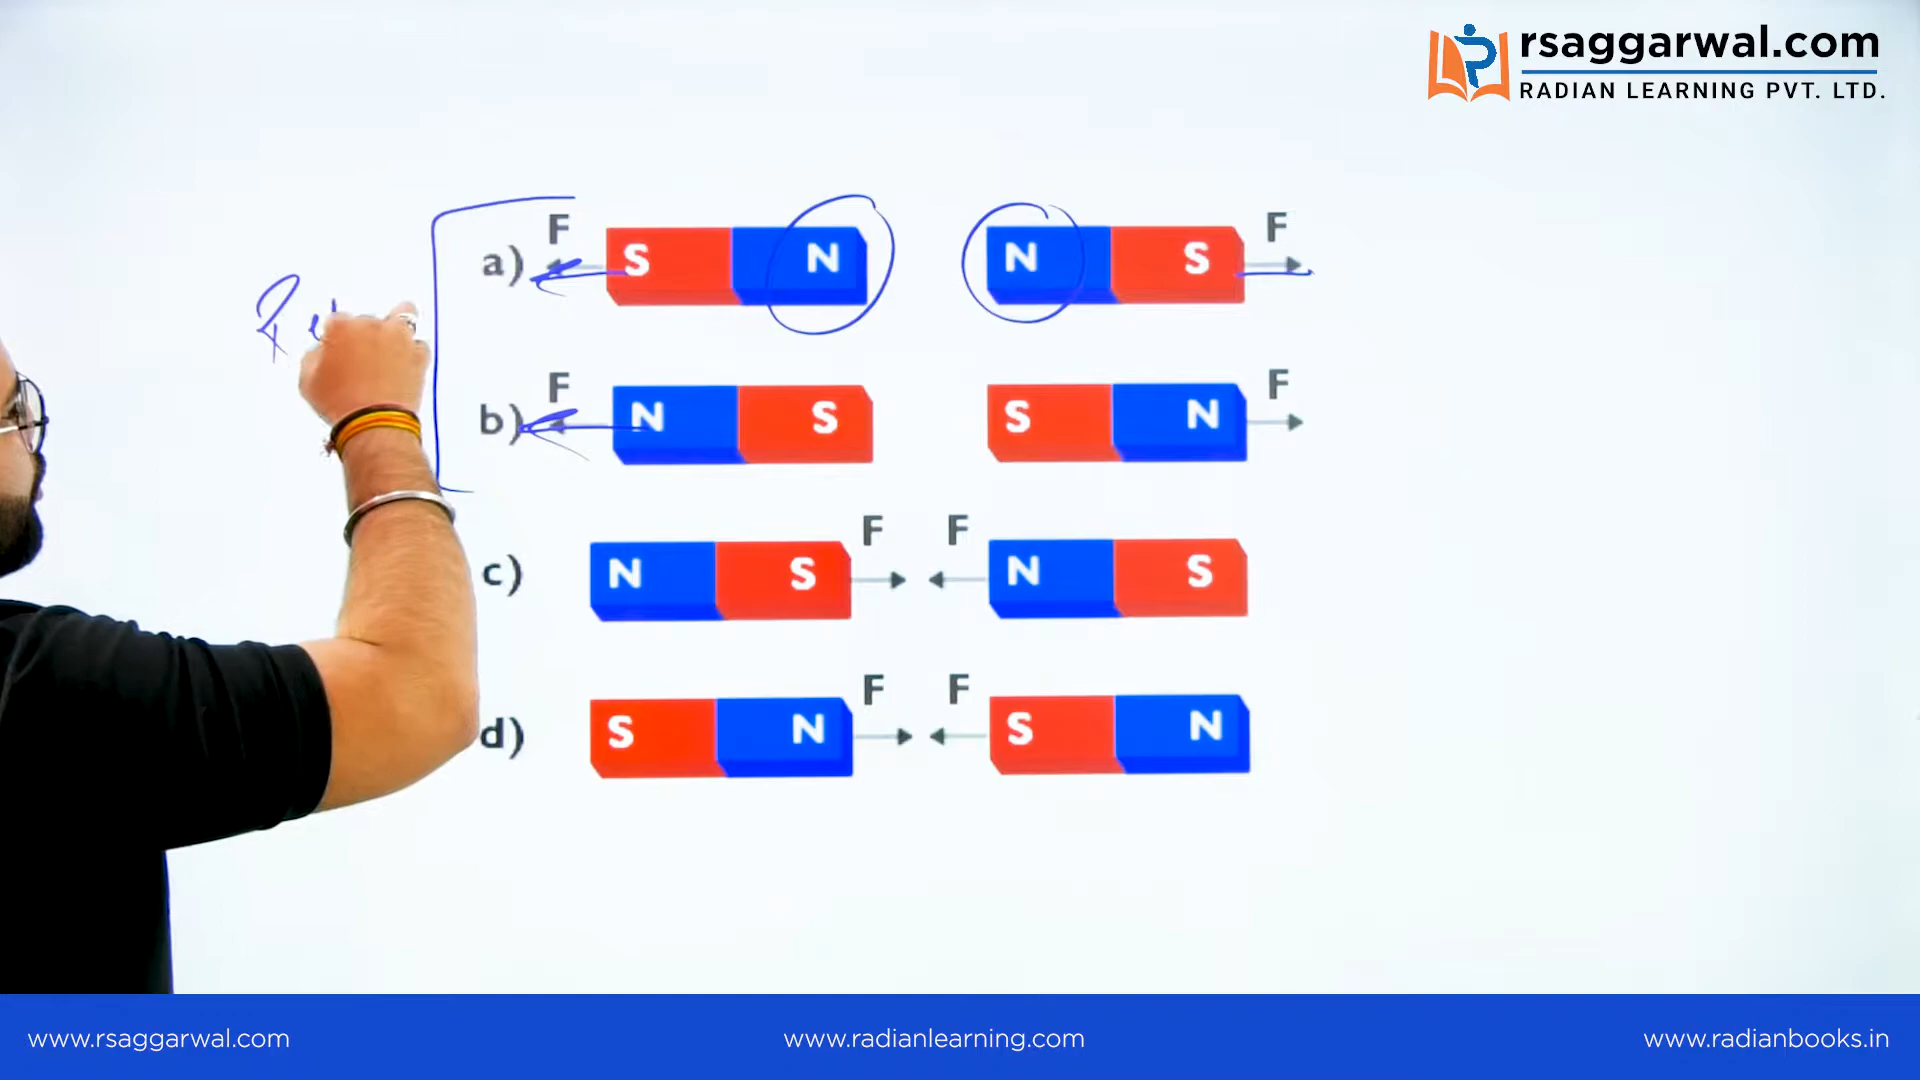 rsaggarwal.com
RADIAN LEARNING PVT. LTD.
a) F S N N S F
b) F N S S N F
c) N S F F N S
d) S N F F S N
www.rsaggarwal.com
www.radianlearning.com
www.radianbooks.in